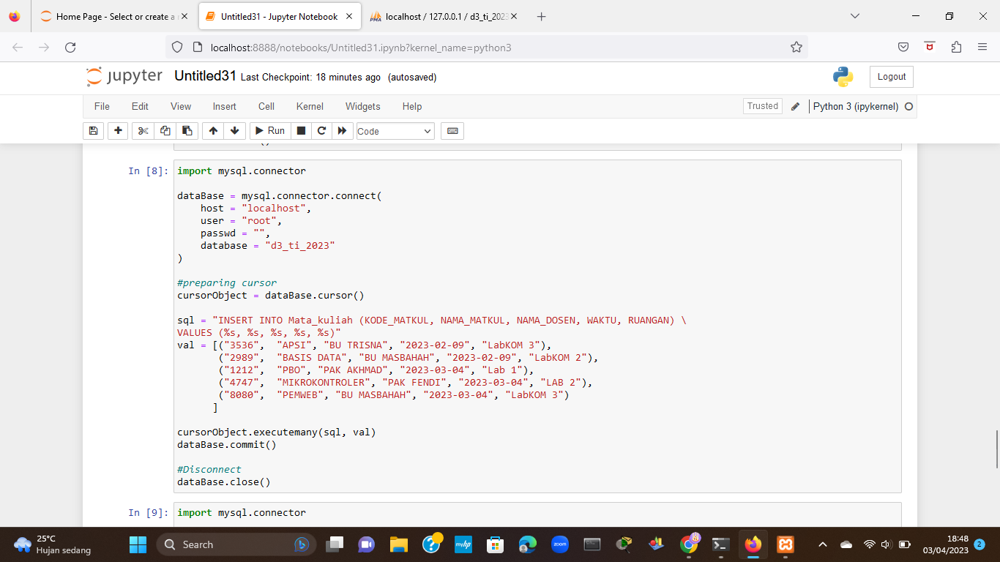 Home Page - Select or create a
Untitled31 - Jupyter Notebook
localhost / 127.0.0.1 / d3_ti_2023
localhost:8888/notebooks/Untitled31.ipynb?kernel_name=python3
jupyter Untitled31 Last Checkpoint: 18 minutes ago (autosaved)
Logout
File Edit View Insert Cell Kernel Widgets Help
Trusted
Python 3 (ipykernel)
Run
Code
In [8]:
import mysql.connector
dataBase = mysql.connector.connect(
host = "localhost",
user = "root",
passwd = "",
database = "d3_ti_2023"
)
#preparing cursor
cursorObject = dataBase.cursor()
sql = "INSERT INTO Mata_kuliah (KODE_MATKUL, NAMA_MATKUL, NAMA_DOSEN, WAKTU, RUANGAN) \
VALUES (%s, %s, %s, %s, %s)"
val = [("3536", "APSI", "BU TRISNA", "2023-02-09", "LabKOM 3"),
("2989", "BASIS DATA", "BU MASBAHAH", "2023-02-09", "LabKOM 2"),
("1212", "PBO", "PAK AKHMAD", "2023-03-04", "Lab 1"),
("4747", "MIKROKONTROLER", "PAK FENDI", "2023-03-04", "LAB 2"),
("8080", "PEMWEB", "BU MASBAHAH", "2023-03-04", "LabKOM 3")
]
cursorObject.executemany(sql, val)
dataBase.commit()
#Disconnect
dataBase.close()
In [9]:
import mysql.connector
25°C
Hujan sedang
Search
myhp
zoom
18:48
03/04/2023
2